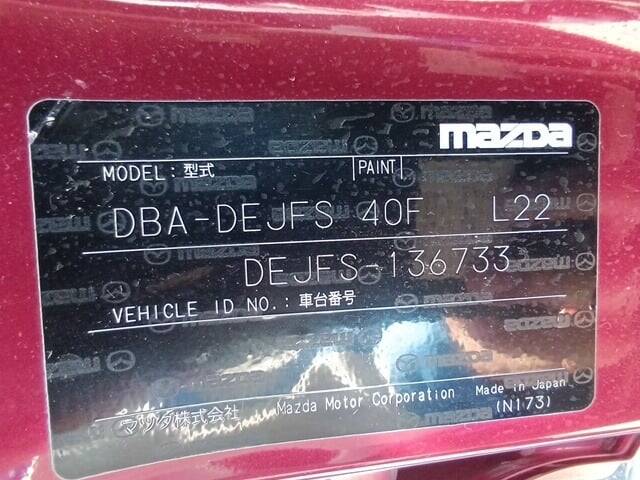 mazda
MODEL:型式 PAINT
DBA-DEJFS 40F L22
DEJFS-136733
VEHICLE ID NO.:車台番号
マツダ株式会社 Mazda Motor Corporation Made in Japan
(N173)